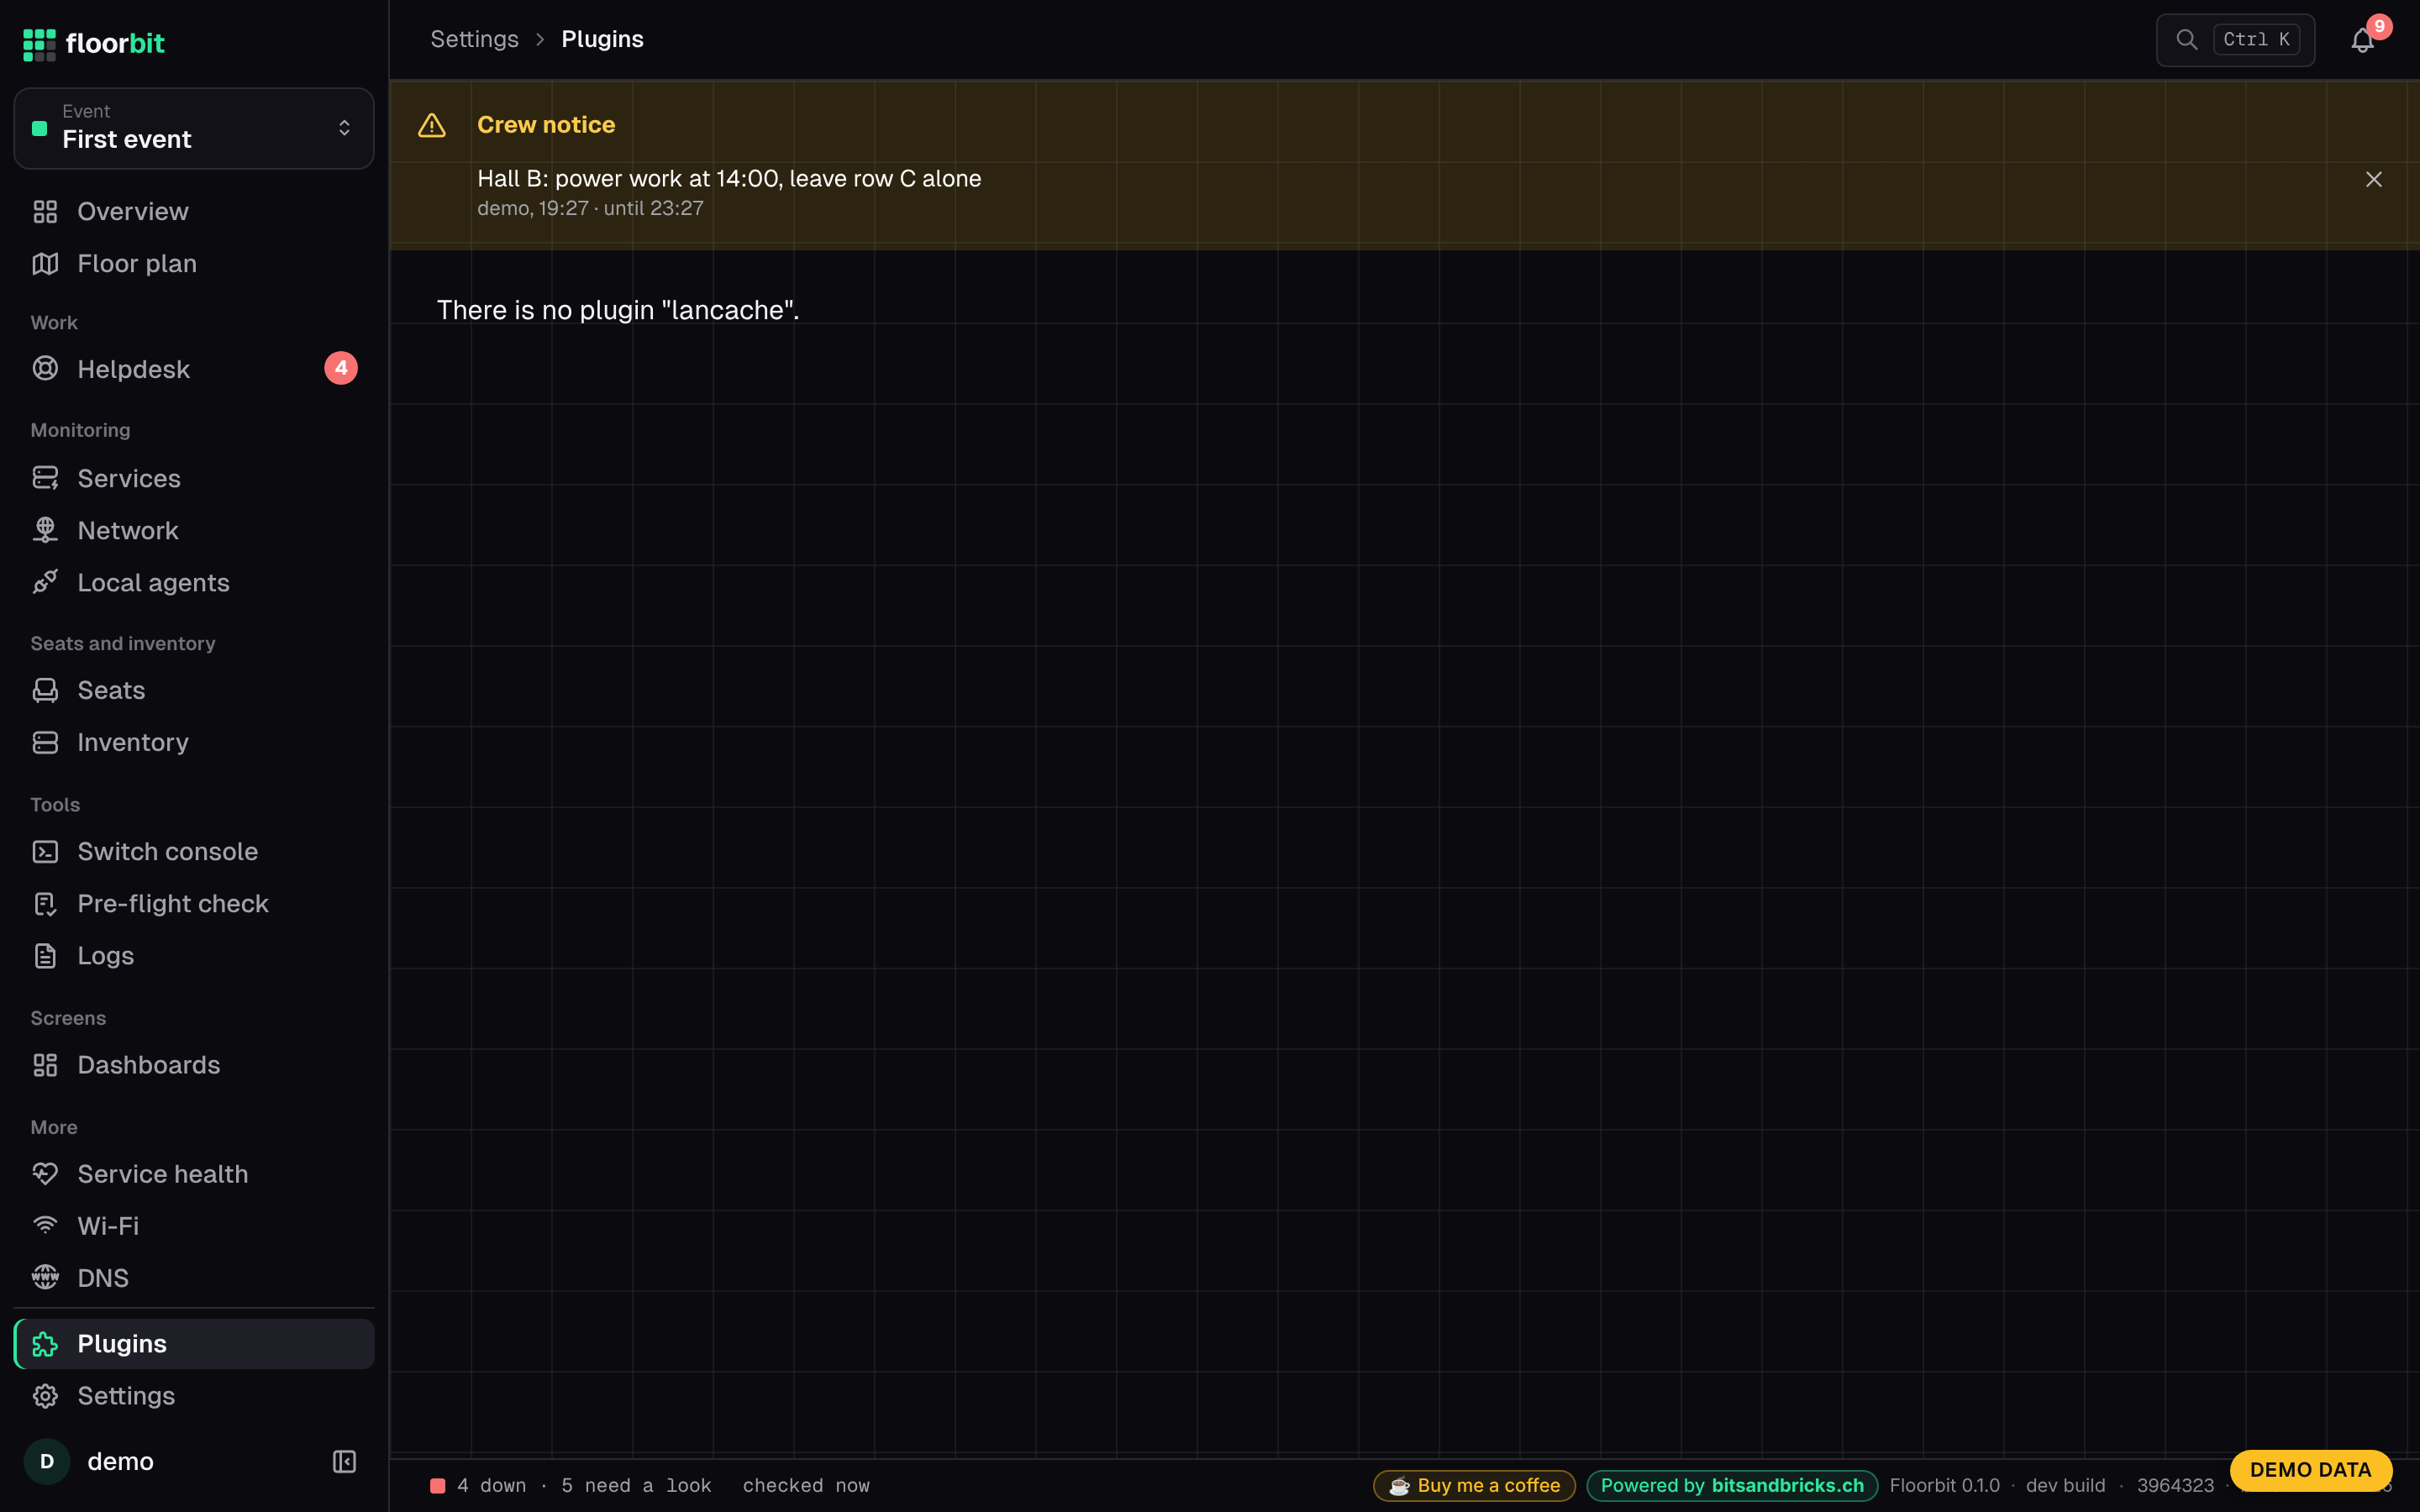 floorbit
Event
First event
Overview
Floor plan
Work
Helpdesk 4
Monitoring
Services
Network
Local agents
Seats and inventory
Seats
Inventory
Tools
Switch console
Pre-flight check
Logs
Screens
Dashboards
More
Service health
Wi-Fi
DNS
Plugins
Settings
D demo
Settings > Plugins
Ctrl K
9
Crew notice
Hall B: power work at 14:00, leave row C alone
demo, 19:27 · until 23:27
There is no plugin "lancache".
4 down · 5 need a look checked now
Buy me a coffee
Powered by bitsandbricks.ch
Floorbit 0.1.0 · dev build · 3964323 ·
DEMO DATA